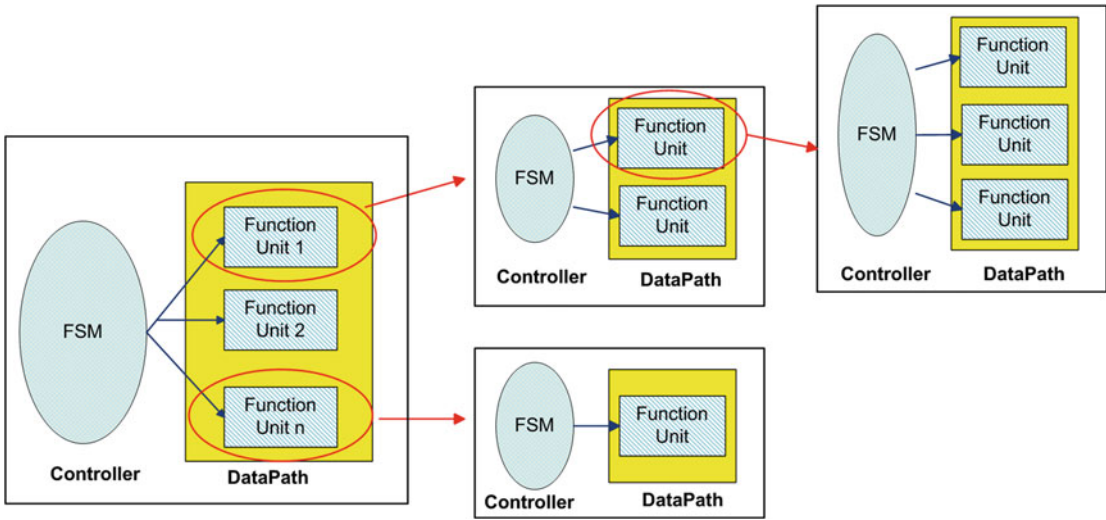 FSM
Function
Unit 1
Function
Unit 2
Function
Unit n
Controller
DataPath
FSM
Function
Unit
Function
Unit
Controller
DataPath
FSM
Function
Unit
Function
Unit
Function
Unit
Controller
DataPath
FSM
Function
Unit
Controller
DataPath